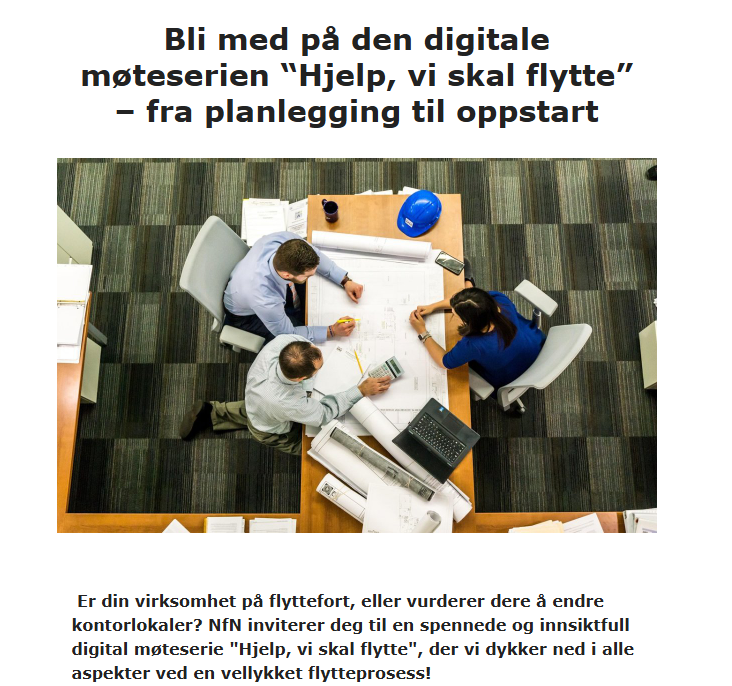 Bli med på den digitale
møteserien “Hjelp, vi skal flytte”
– fra planlegging til oppstart
Er din virksomhet på flyttefort, eller vurderer dere å endre
kontorlokaler? NfN inviterer deg til en spennede og innsiktfull
digital møteserie "Hjelp, vi skal flytte", der vi dykker ned i alle
aspekter ved en vellykket flytteprosess!